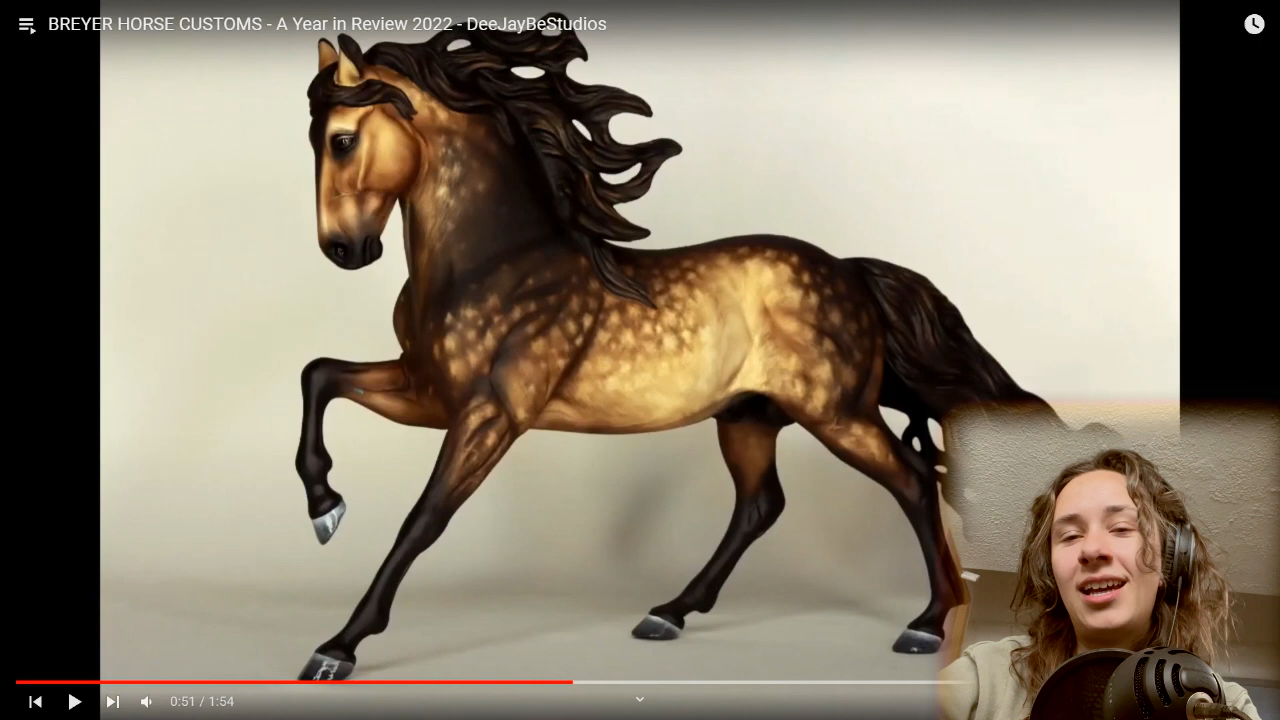 BREYER HORSE CUSTOMS - A Year in Review 2022 - DeeJayBeStudios
0:51 / 1:54